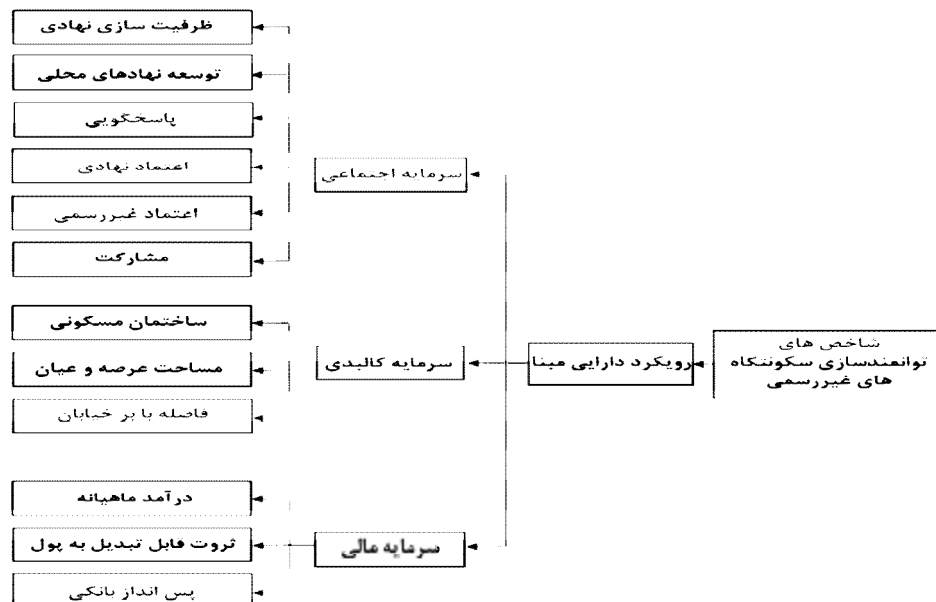 شاخص های
توانمندسازی سکونتگاه
های غیررسمی
رویکرد دارایی مبنا
سرمایه اجتماعی
ظرفیت سازی نهادی
توسعه نهادهای محلی
پاسخگویی
اعتماد نهادی
اعتماد غیررسمی
مشارکت
سرمایه کالبدی
ساختمان مسکونی
مساحت عرصه و عیان
فاصله با بر خیابان
سرمایه مالی
درآمد ماهیانه
ثروت قابل تبدیل به پول
پس انداز بانکی